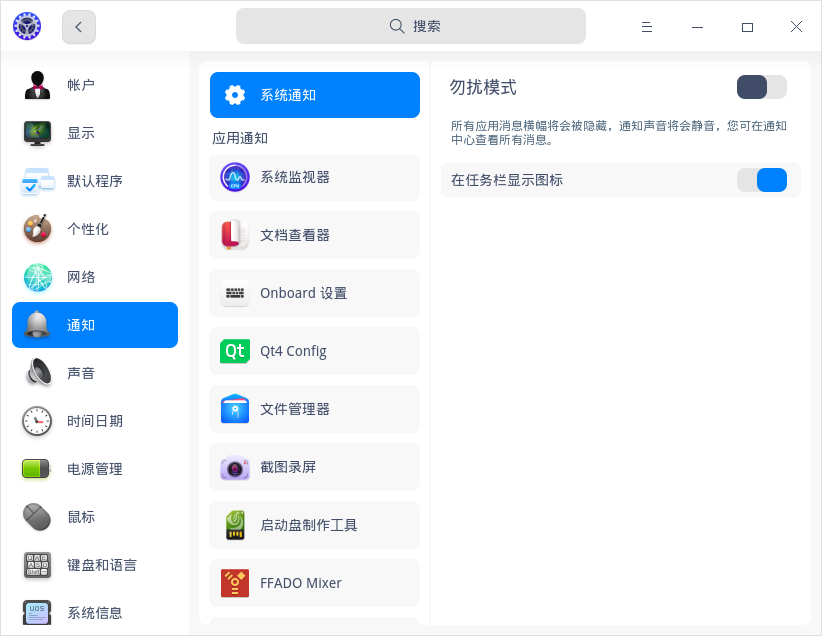 搜索
帐户
显示
默认程序
个性化
网络
通知
声音
时间日期
电源管理
鼠标
键盘和语言
系统信息
系统通知
应用通知
系统监视器
文档查看器
Onboard 设置
Qt4 Config
文件管理器
截图录屏
启动盘制作工具
FFADO Mixer
勿扰模式
所有应用消息横幅将会被隐藏，通知声音将会静音，您可在通知
中心查看所有消息。
在任务栏显示图标
CPU
Qt
UOS